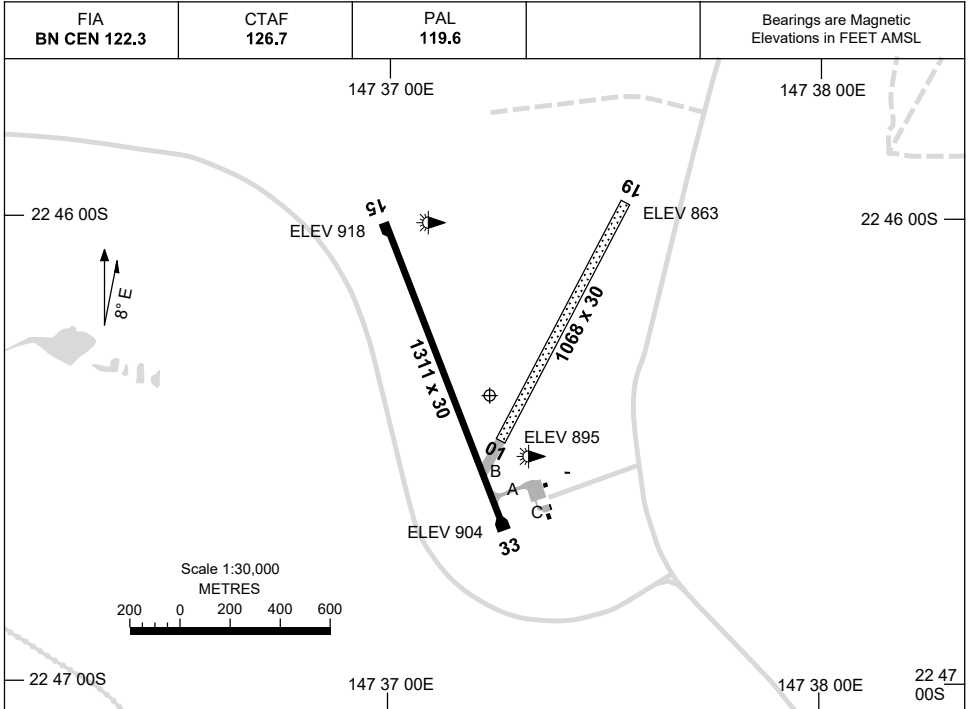 FIA
BN CEN 122.3
CTAF
126.7
PAL
119.6
Bearings are Magnetic
Elevations in FEET AMSL
147 37 00E
147 38 00E
22 46 00S
15
ELEV 918
19
ELEV 863
22 46 00S
8° E
1311 x 30
1068 x 30
01
ELEV 895
B
A
C
ELEV 904
33
Scale 1:30,000
METRES
200 0 200 400 600
22 47 00S
147 37 00E
147 38 00E
22 47
00S